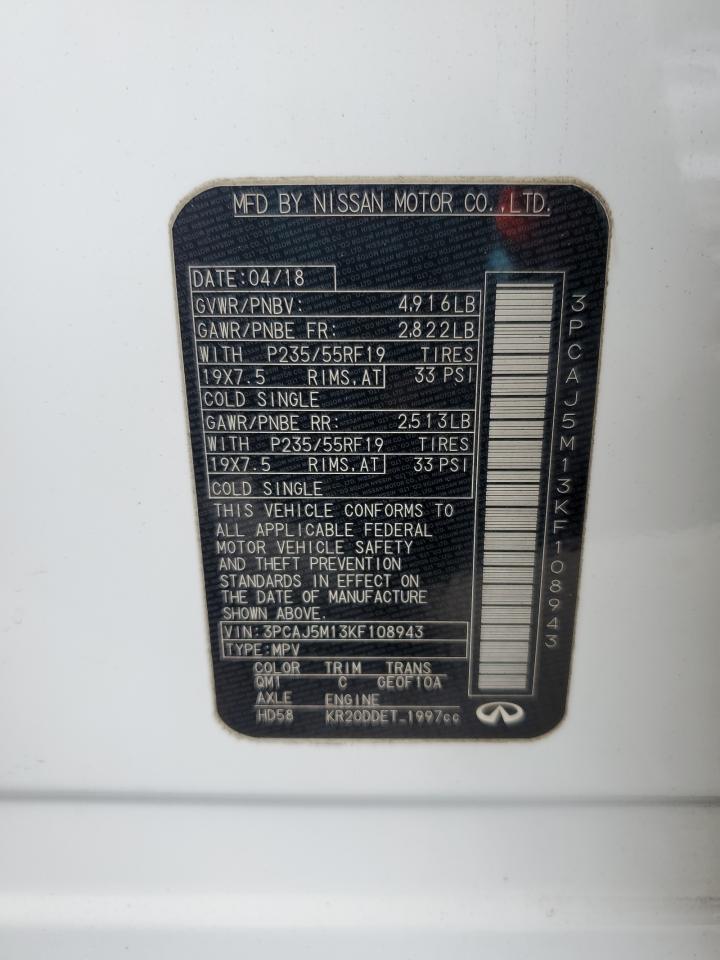 MFD BY NISSAN MOTOR CO.,LTD.
DATE:04/18
GVWR/PNBV: 4,916LB
GAWR/PNBE FR: 2,822LB
WITH P235/55RF19 TIRES
19X7.5 RIMS,AT 33 PSI
COLD SINGLE
GAWR/PNBE RR: 2,513LB
WITH P235/55RF19 TIRES
19X7.5 RIMS,AT 33 PSI
COLD SINGLE
THIS VEHICLE CONFORMS TO
ALL APPLICABLE FEDERAL
MOTOR VEHICLE SAFETY
AND THEFT PREVENTION
STANDARDS IN EFFECT ON
THE DATE OF MANUFACTURE
SHOWN ABOVE.
VIN:3PCAJ5M13KF108943
TYPE:MPV
COLOR TRIM TRANS
QM1 C GE0F10A
AXLE ENGINE
HD58 KR20DDET_1997cc
3PCAJ5M13KF108943